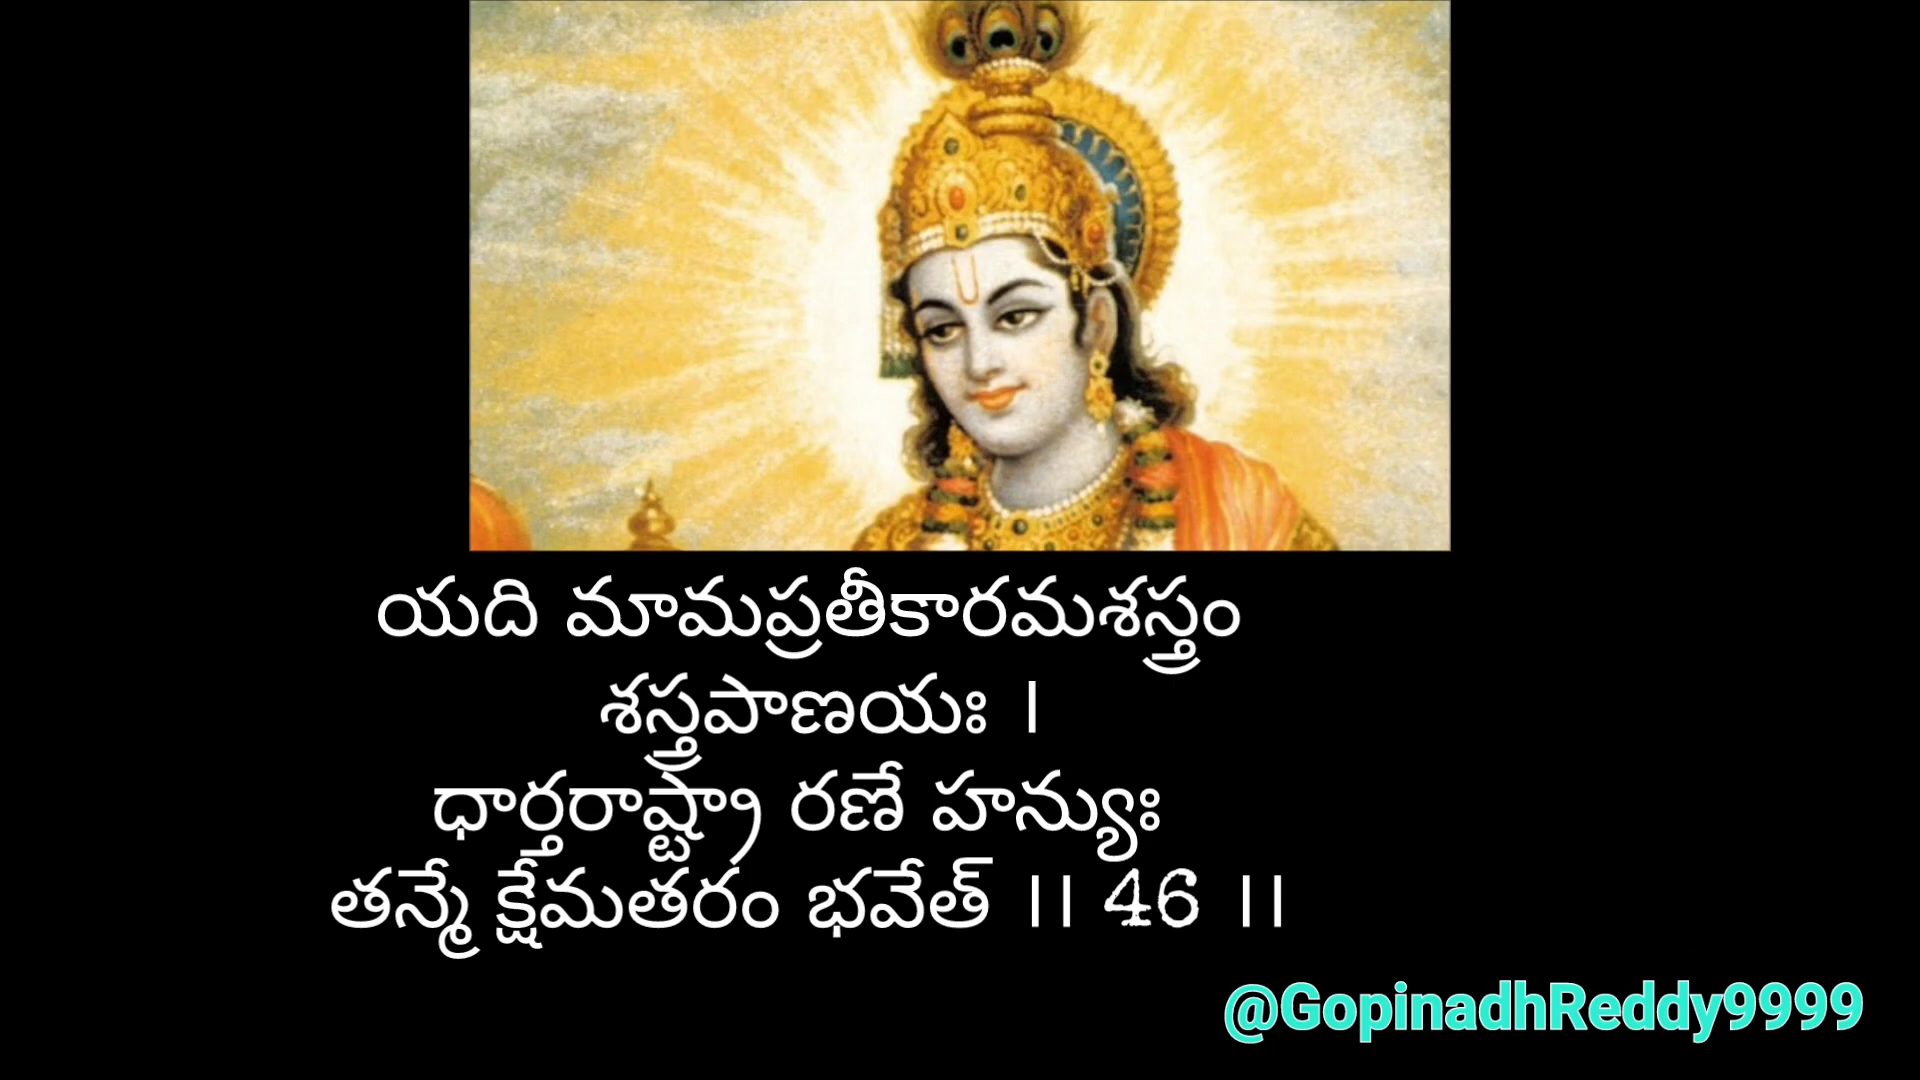 యది మామప్రతీకారమశస్త్రం
శస్త్రపాణయః ।
ధార్తరాష్ట్రా రణే హన్యుః
తన్మే క్షేమతరం భవేత్ ।। 46 ।।
@GopinadhReddy9999